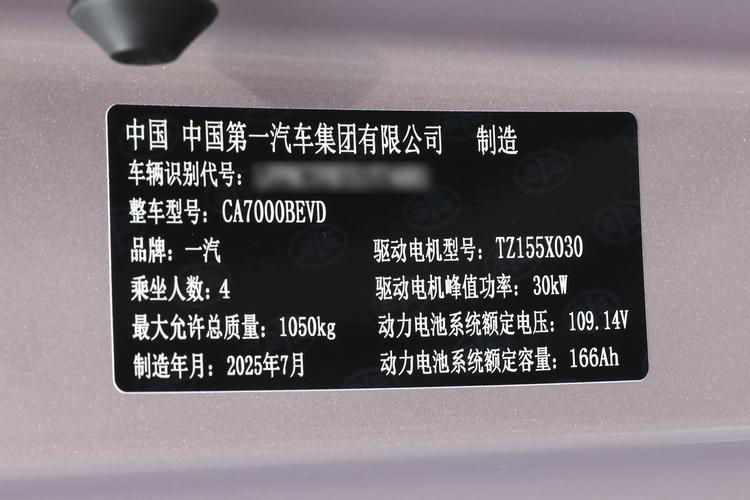 中国 中国第一汽车集团有限公司 制造
车辆识别代号：
整车型号：CA7000BEVD
品牌：一汽 驱动电机型号：TZ155X030
乘坐人数：4 驱动电机峰值功率：30kW
最大允许总质量：1050kg 动力电池系统额定电压：109.14V
制造年月：2025年7月 动力电池系统额定容量：166Ah